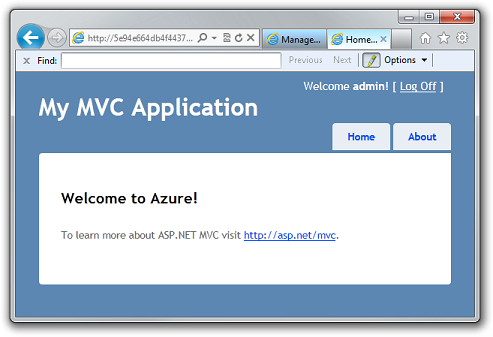 http://5e94e664db4f4437... Manage... Home...
Find: Previous Next Options
Welcome admin! [ Log Off ]
My MVC Application
Home About
Welcome to Azure!
To learn more about ASP.NET MVC visit http://asp.net/mvc.